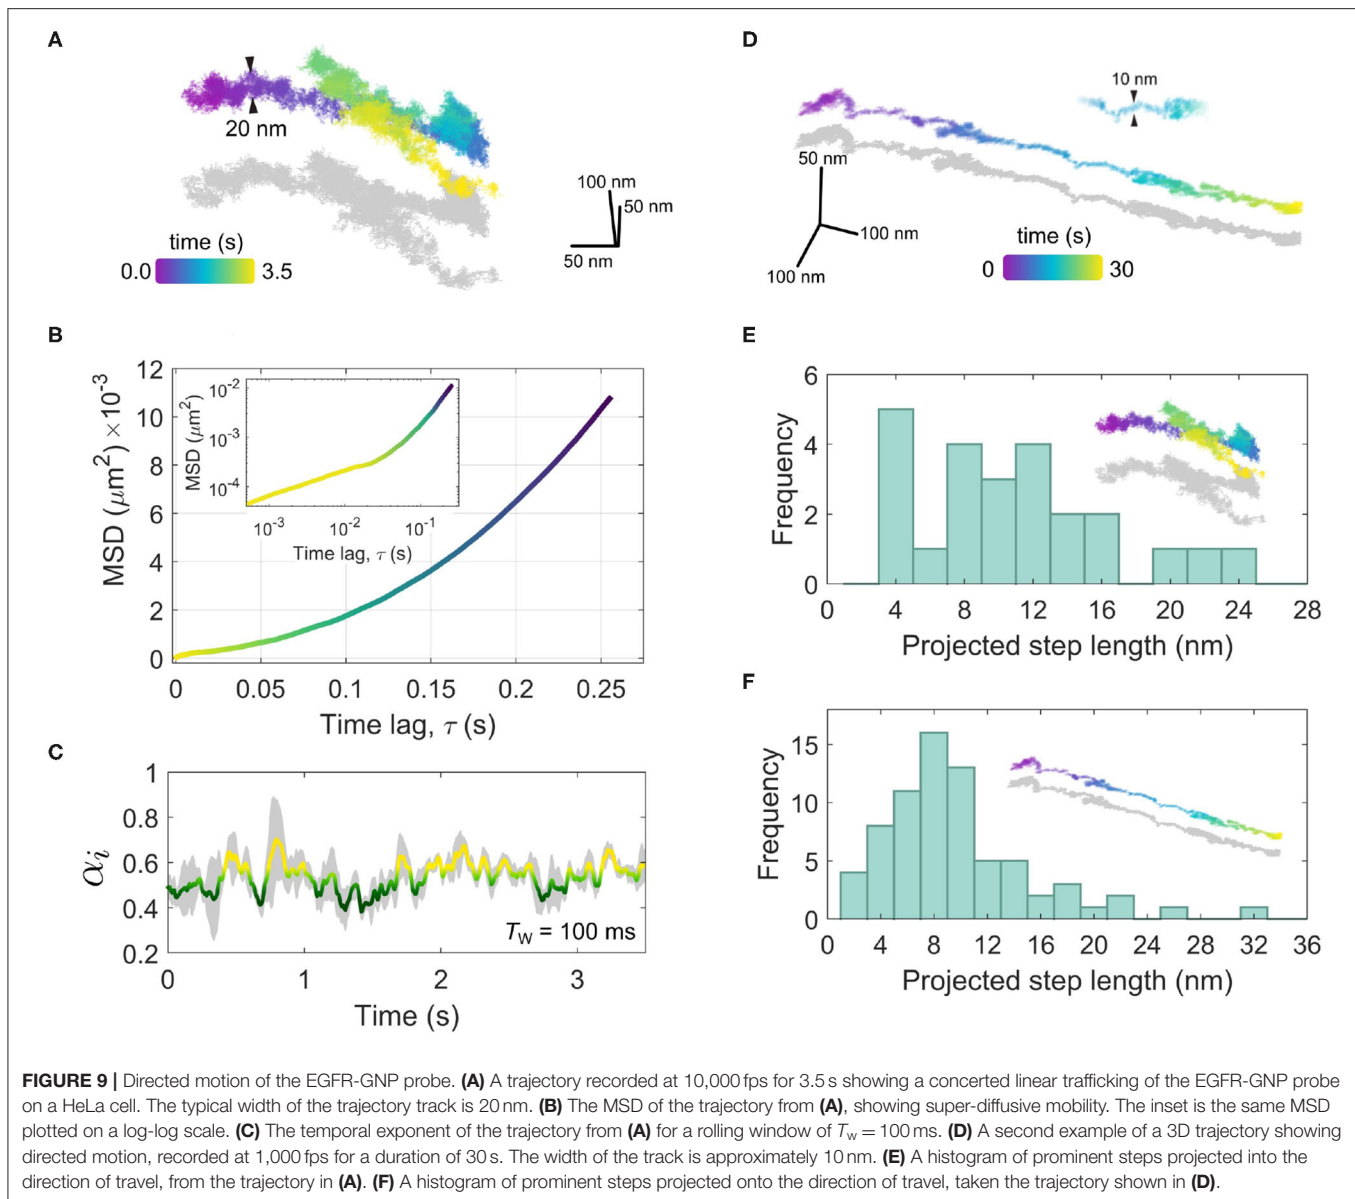 A
20 nm
time (s)
0.0
3.5
100 nm
50 nm
50 nm
B
MSD (μm²) × 10⁻³
12
10
8
6
4
2
0
0
0.05
0.1
0.15
0.2
0.25
Time lag, τ (s)
MSD (μm²)
10⁻²
10⁻³
10⁻⁴
10⁻³
10⁻²
10⁻¹
Time lag, τ (s)
C
αᵢ
1
0.8
0.6
0.4
0.2
T_W = 100 ms
0
1
2
3
Time (s)
D
10 nm
50 nm
100 nm
100 nm
time (s)
0
30
E
Frequency
6
4
2
0
0
4
8
12
16
20
24
28
Projected step length (nm)
F
Frequency
15
10
5
0
0
4
8
12
16
20
24
28
32
36
Projected step length (nm)
FIGURE 9 | Directed motion of the EGFR-GNP probe. (A) A trajectory recorded at 10,000 fps for 3.5 s showing a concerted linear trafficking of the EGFR-GNP probe
on a HeLa cell. The typical width of the trajectory track is 20 nm. (B) The MSD of the trajectory from (A), showing super-diffusive mobility. The inset is the same MSD
plotted on a log-log scale. (C) The temporal exponent of the trajectory from (A) for a rolling window of T_w = 100 ms. (D) A second example of a 3D trajectory showing
directed motion, recorded at 1,000 fps for a duration of 30 s. The width of the track is approximately 10 nm. (E) A histogram of prominent steps projected into the
direction of travel, from the trajectory in (A). (F) A histogram of prominent steps projected onto the direction of travel, taken the trajectory shown in (D).